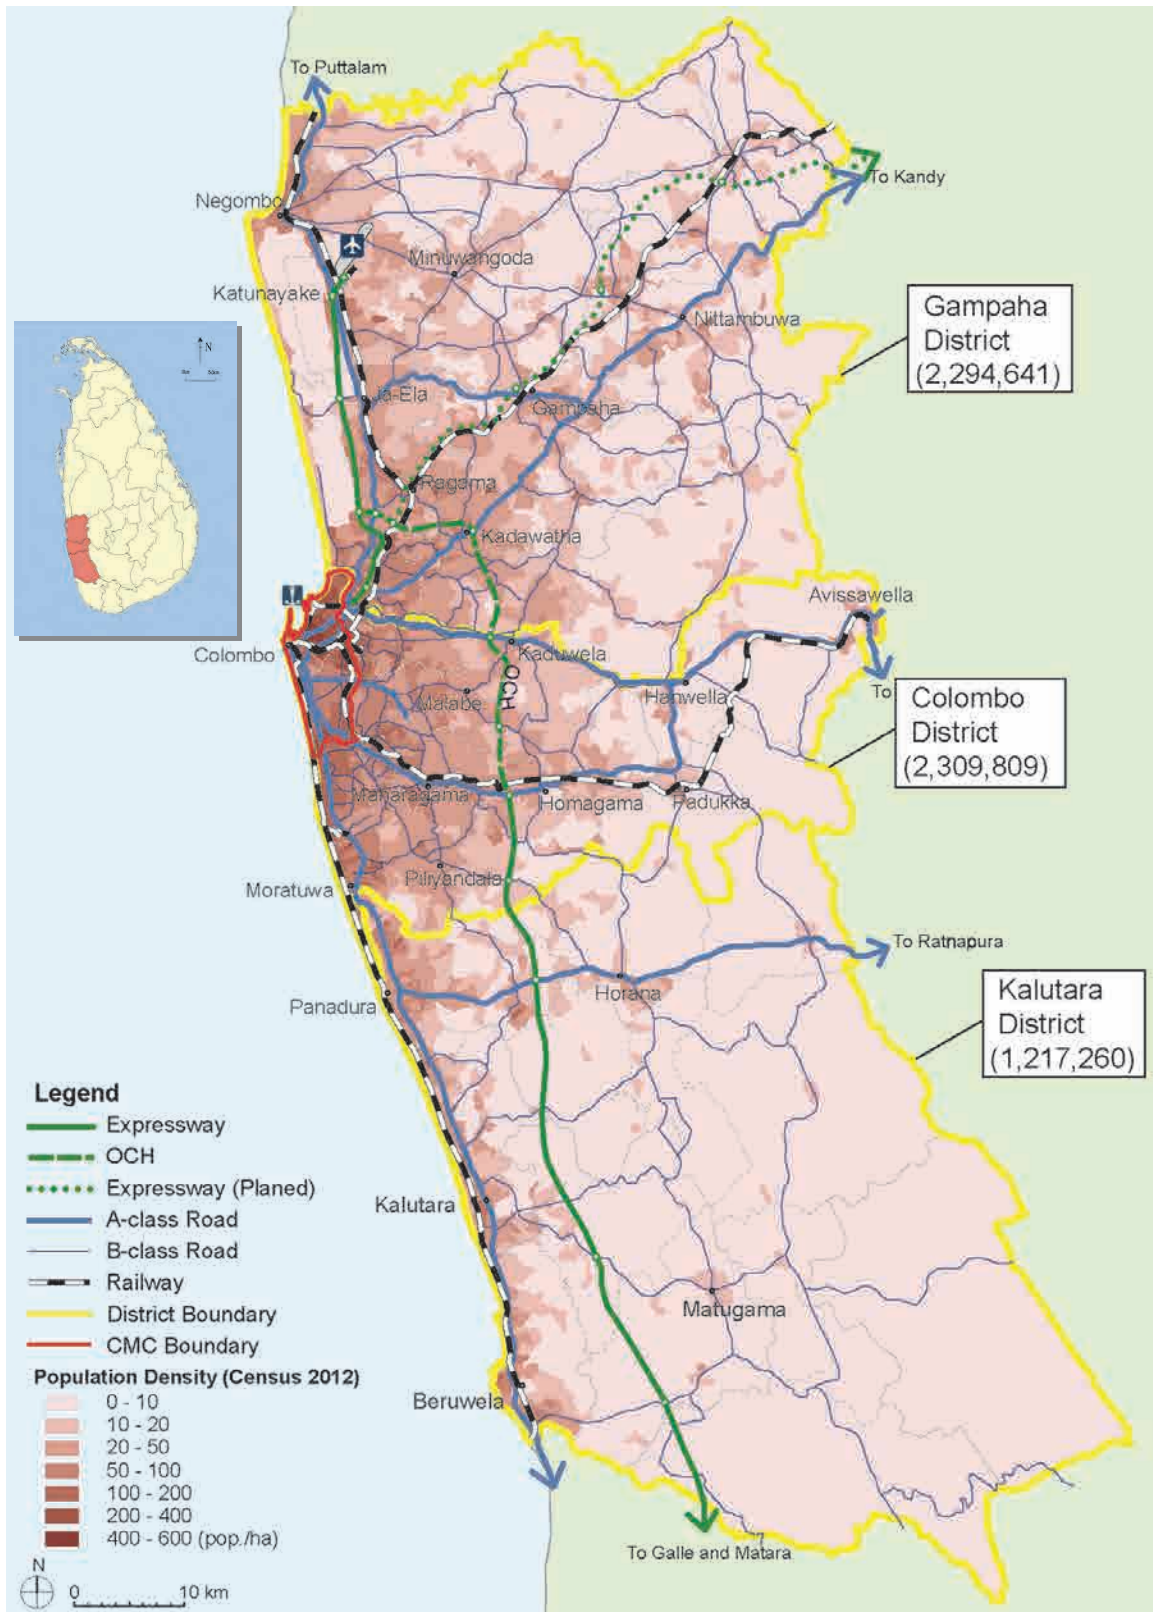 To Puttalam
To Kandy
Negombo
Minuwangoda
Katunayake
Nittambuwa
Gampaha
District
(2,294,641)
N
Ja-Ela
Gampaha
Ragama
Kadawatha
Avissawella
Colombo
Kaduwela
OCH
Malabe
Hanwella
To
Colombo
District
(2,309,809)
Maharagama
Homagama
Padukka
Moratuwa
Piliyandala
To Ratnapura
Panadura
Horana
Kalutara
District
(1,217,260)
Legend
Expressway
OCH
Expressway (Planed)
A-class Road
B-class Road
Railway
District Boundary
CMC Boundary
Kalutara
Matugama
Beruwela
Population Density (Census 2012)
0 - 10
10 - 20
20 - 50
50 - 100
100 - 200
200 - 400
400 - 600 (pop./ha)
To Galle and Matara
N
0 10 km